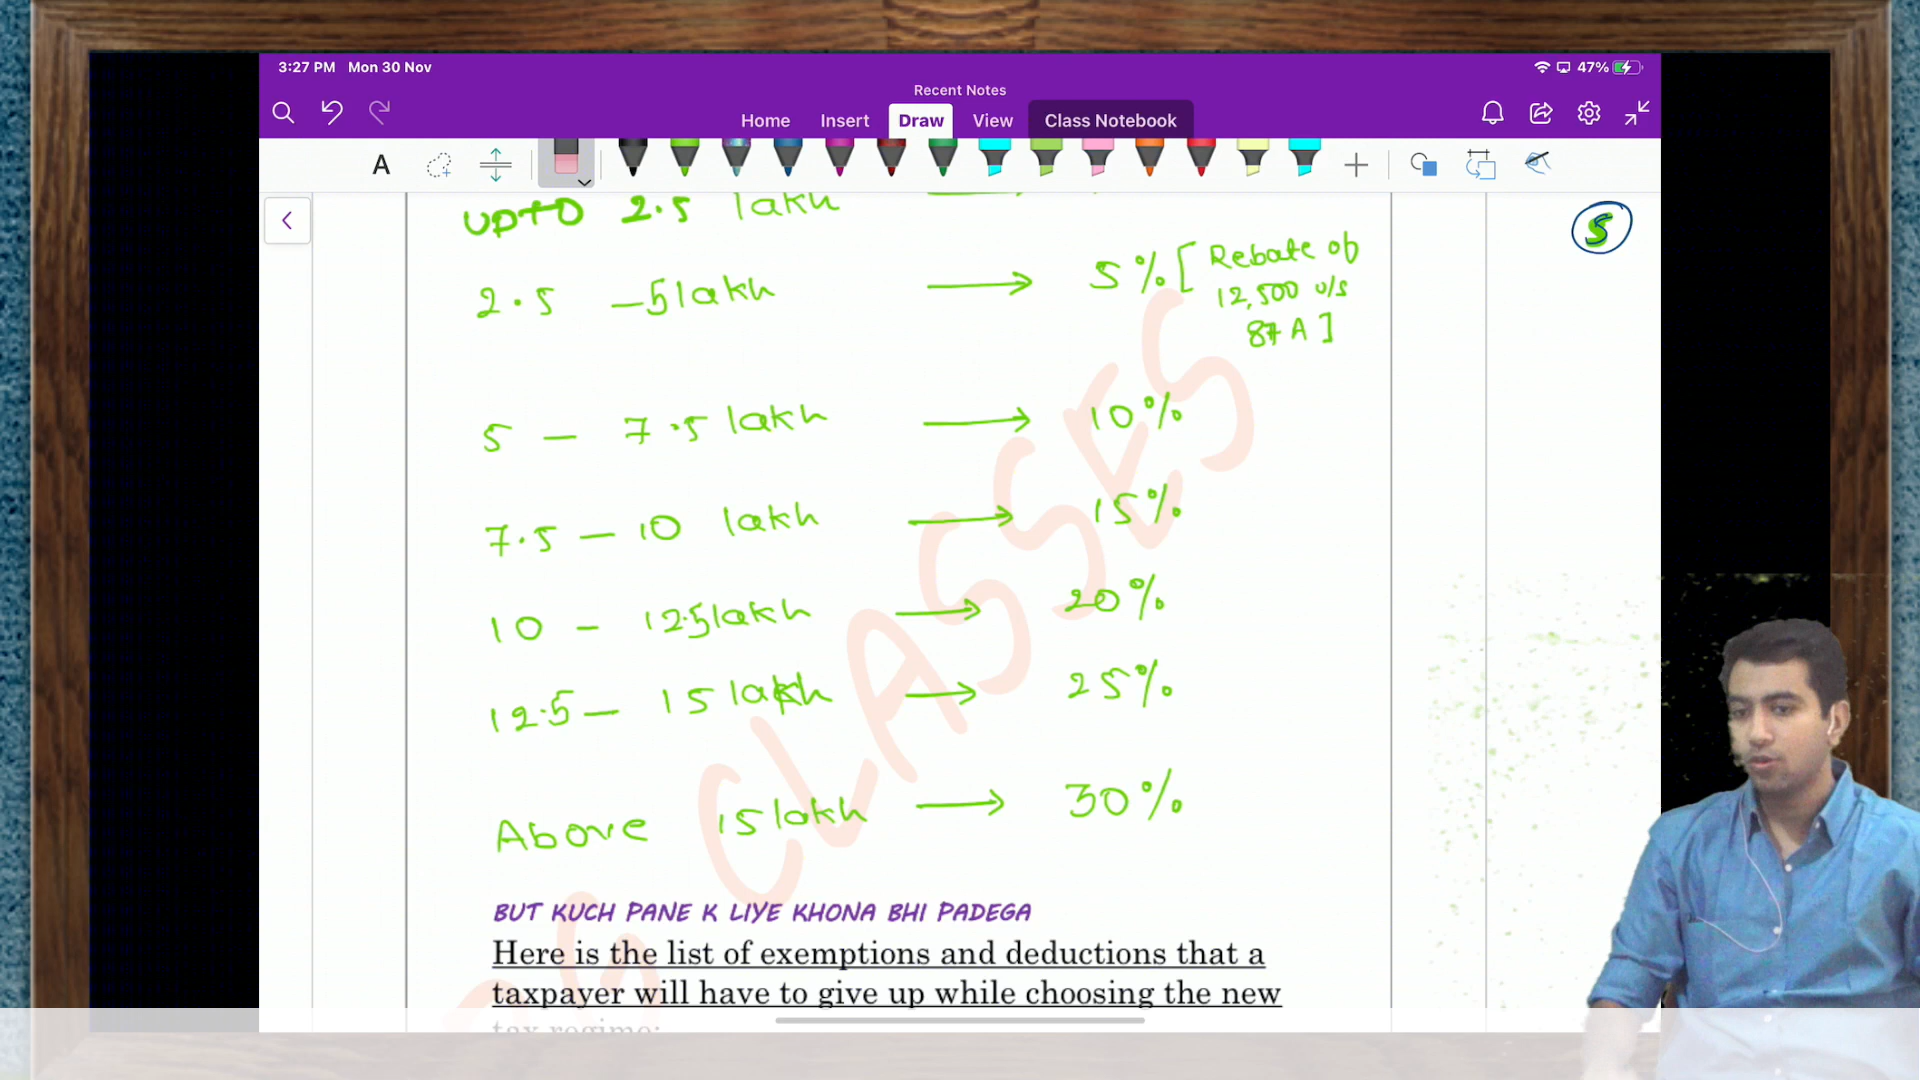 3:27 PM Mon 30 Nov
47%
Recent Notes
Home Insert Draw View Class Notebook
A
UPTO 2.5 lakh
S
2.5 – 5 lakh → 5% [Rebate of
12,500 u/s
87A]
5 – 7.5 lakh → 10%
7.5 – 10 lakh → 15%
10 – 12.5 lakh → 20%
12.5 – 15 lakh → 25%
Above 15 lakh → 30%
CLASSES
BUT KUCH PANE K LIYE KHONA BHI PADEGA
Here is the list of exemptions and deductions that a
taxpayer will have to give up while choosing the new
tax regime: